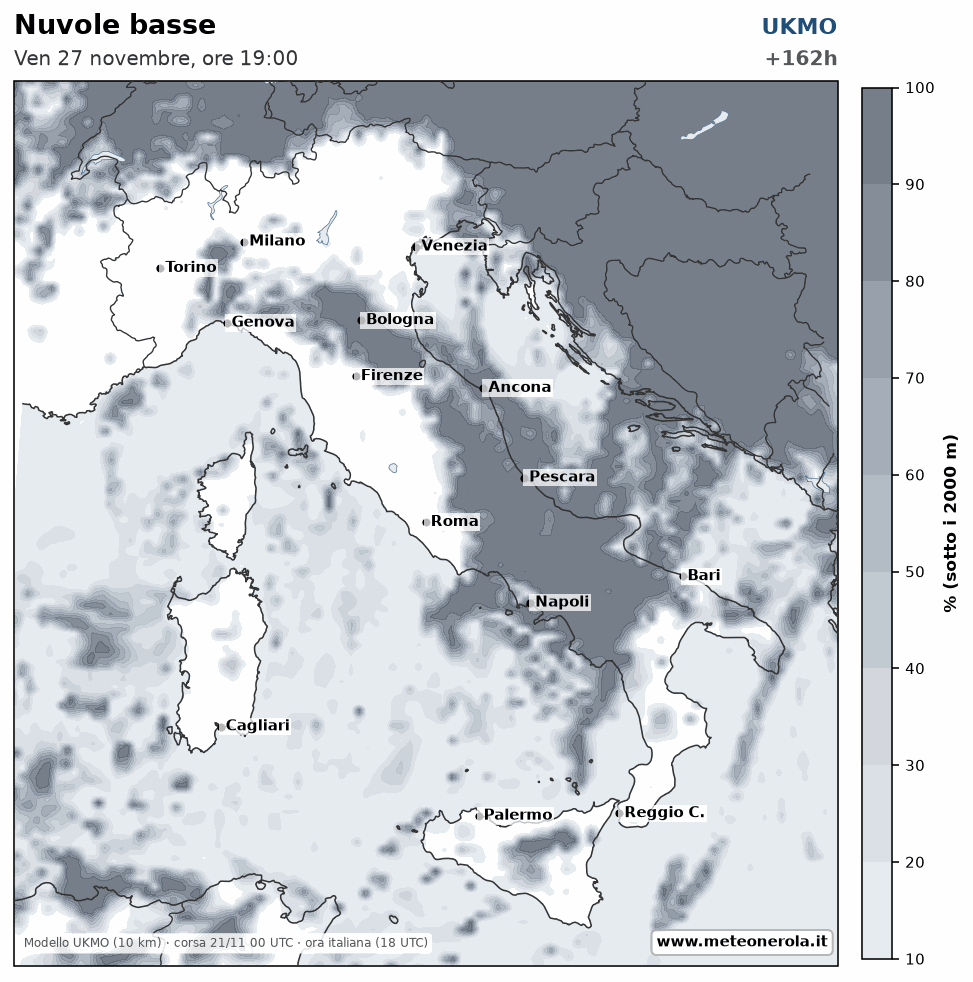 Nuvole basse
UKMO
Ven 27 novembre, ore 19:00
+162h
100
90
80
70
60
50
40
30
20
10
% (sotto i 2000 m)
Milano
Venezia
Torino
Genova
Bologna
Firenze
Ancona
Pescara
Roma
Bari
Napoli
Cagliari
Palermo
Reggio C.
Modello UKMO (10 km) · corsa 21/11 00 UTC · ora italiana (18 UTC)
www.meteonerola.it